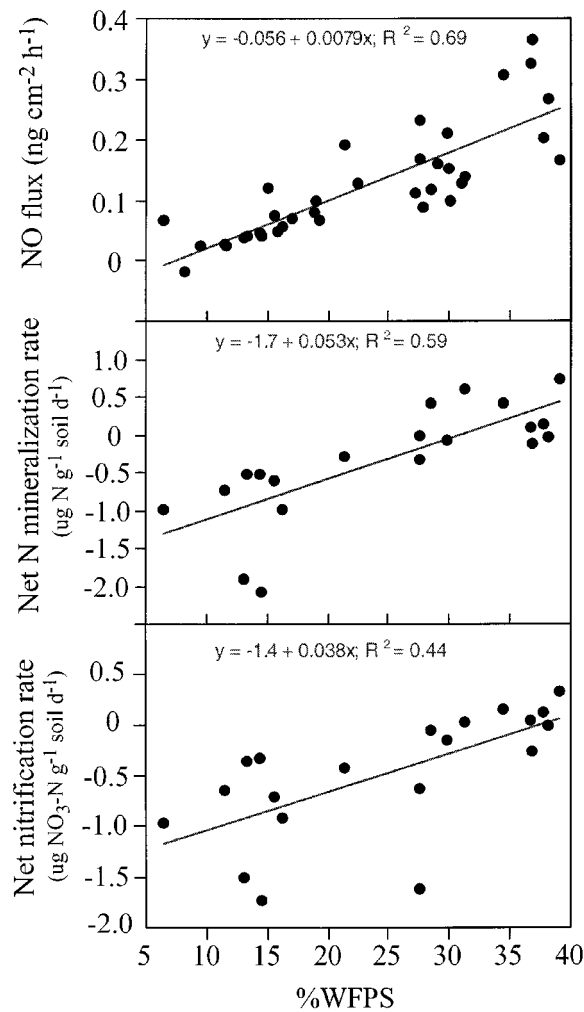 y = -0.056 + 0.0079x; R² = 0.69
NO flux (ng cm⁻² h⁻¹)
0.4
0.3
0.2
0.1
0
y = -1.7 + 0.053x; R² = 0.59
Net N mineralization rate
(ug N g⁻¹ soil d⁻¹)
1.0
0.5
0
-0.5
-1.0
-1.5
-2.0
y = -1.4 + 0.038x; R² = 0.44
Net nitrification rate
(ug NO₃-N g⁻¹ soil d⁻¹)
0.5
0
-0.5
-1.0
-1.5
-2.0
5 10 15 20 25 30 35 40
%WFPS